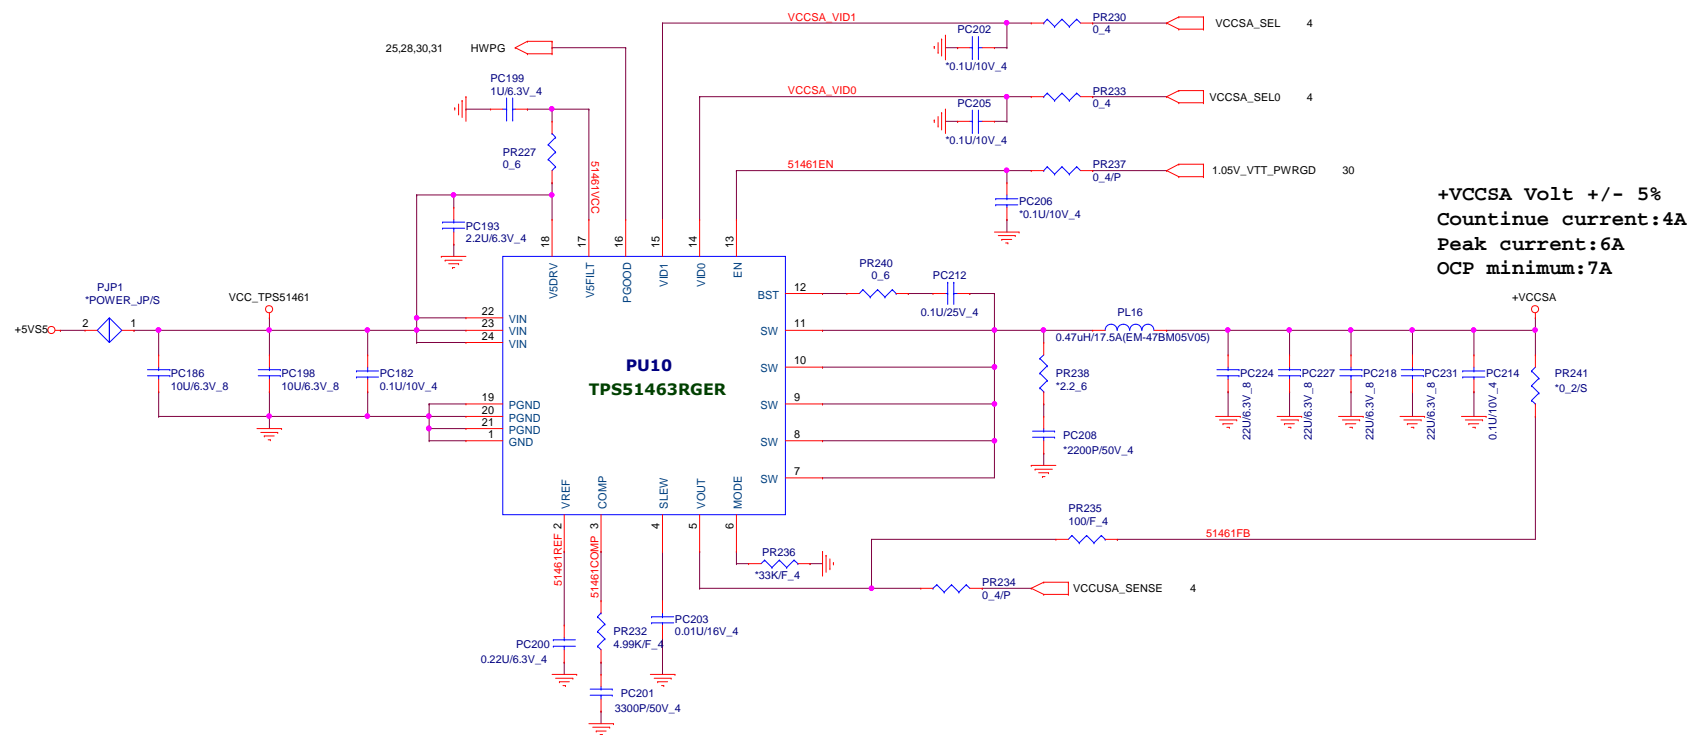 VCCSA_VID1
PR230
0_4
VCCSA_SEL 4
PC202
*0.1U/10V_4
25,28,30,31 HWPG
PC199
1U/6.3V_4
VCCSA_VID0
PR233
0_4
VCCSA_SEL0 4
PC205
*0.1U/10V_4
PR227
0_6
51461VCC
51461EN
PR237
0_4/P
1.05V_VTT_PWRGD 30
PC206
*0.1U/10V_4
+VCCSA Volt +/- 5%
Countinue current:4A
Peak current:6A
OCP minimum:7A
PC193
2.2U/6.3V_4
18
17
16
15
14
13
V5DRV
V5FILT
PGOOD
VID1
VID0
EN
PJP1
*POWER_JP/S
VCC_TPS51461
+5VS5
2
1
22 VIN
23 VIN
24 VIN
PC186
10U/6.3V_8
PC198
10U/6.3V_8
PC182
0.1U/10V_4
19 PGND
20 PGND
21 PGND
1 GND
PU10
TPS51463RGER
BST 12
SW 11
SW 10
SW 9
SW 8
SW 7
PR240
0_6
PC212
0.1U/25V_4
PL16
0.47uH/17.5A(EM-47BM05V05)
+VCCSA
PR238
*2.2_6
PC208
*2200P/50V_4
PC224
22U/6.3V_8
PC227
22U/6.3V_8
PC218
22U/6.3V_8
PC231
22U/6.3V_8
PC214
0.1U/10V_4
PR241
*0_2/S
VREF
COMP
SLEW
VOUT
MODE
2
3
4
5
6
51461REF
51461COMP
PR235
100/F_4
51461FB
PR236
*33K/F_4
PR234
0_4/P
VCCUSA_SENSE 4
PC203
0.01U/16V_4
PC200
0.22U/6.3V_4
PR232
4.99K/F_4
PC201
3300P/50V_4